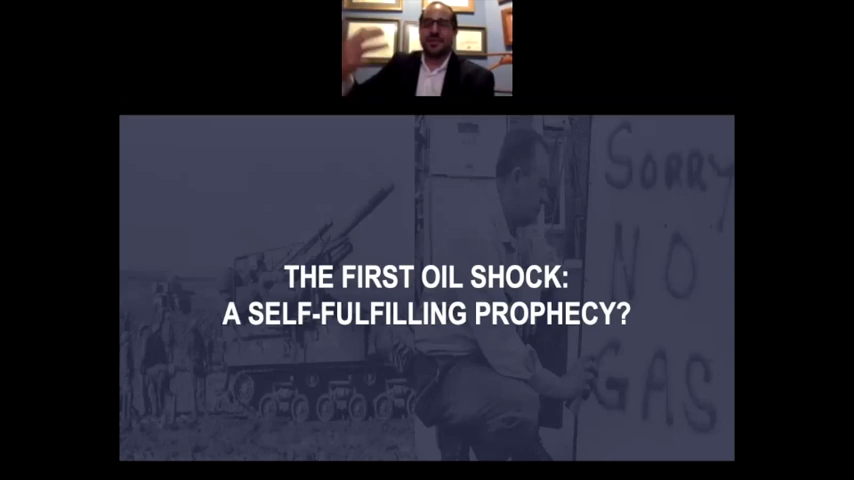 THE FIRST OIL SHOCK:
A SELF-FULFILLING PROPHECY?
SORRY
NO
GAS